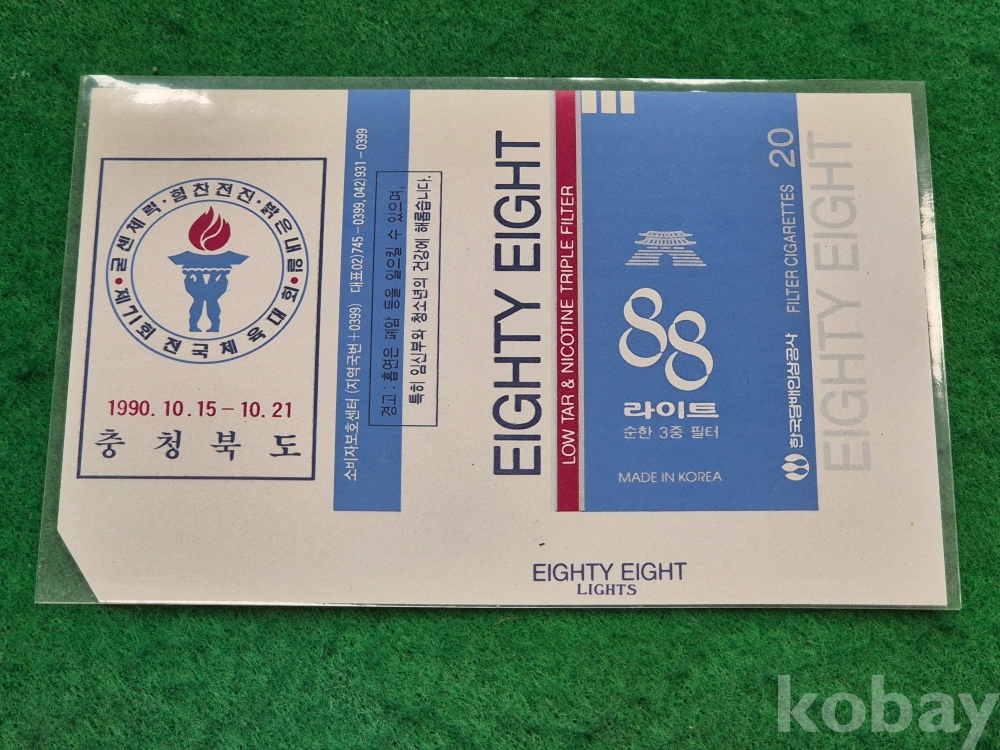 굳센체력·힘찬전진·밝은내일
제71회 전국체육대회
1990. 10. 15 – 10. 21
충청북도
소비자보호센터 (지역국번+0399) 대표02)745-0399, 042)931-0399
경고 : 흡연은 폐암 등을 일으킬 수 있으며,
특히 임신부와 청소년의 건강에 해롭습니다.
EIGHTY EIGHT
LOW TAR & NICOTINE TRIPLE FILTER
88
라이트
순한 3중 필터
MADE IN KOREA
한국담배인삼공사 FILTER CIGARETTES 20
EIGHTY EIGHT
EIGHTY EIGHT
LIGHTS
kobay